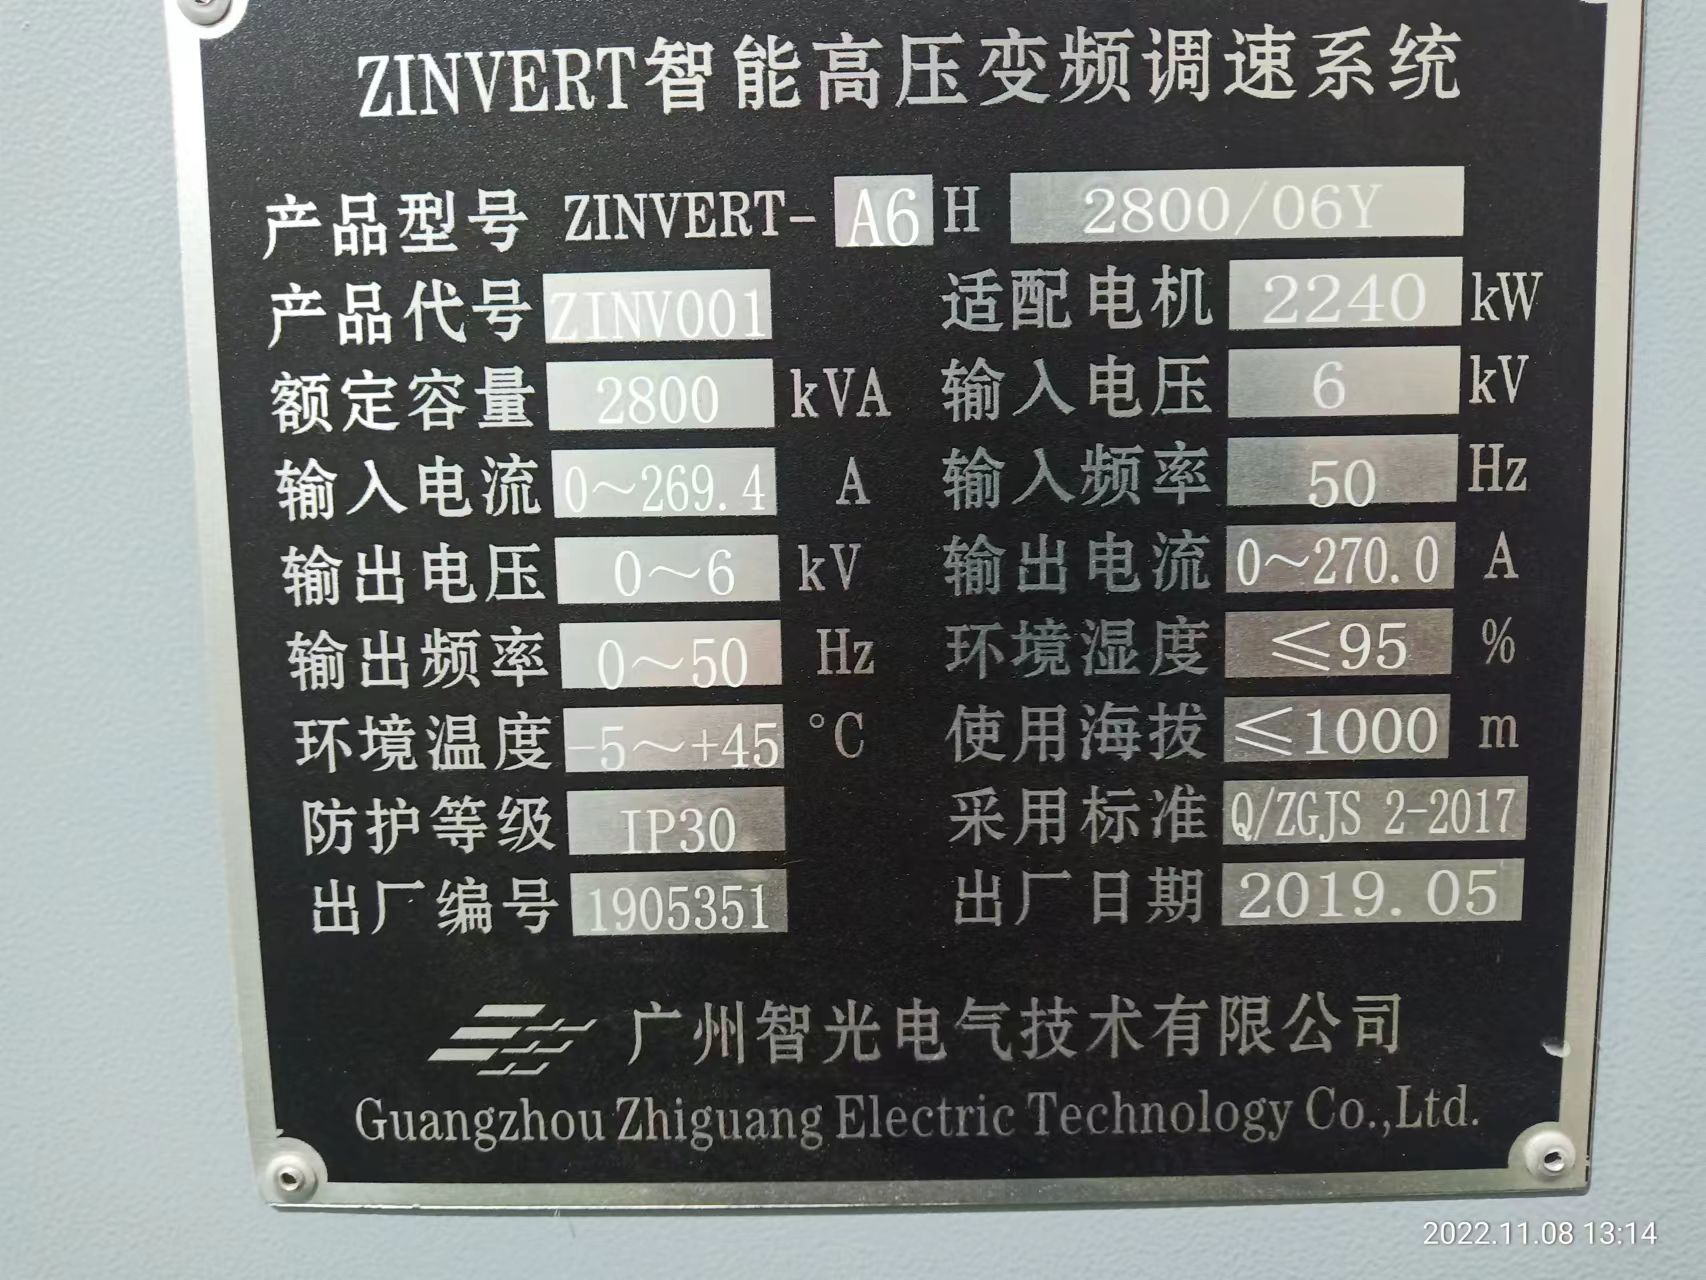 ZINVERT智能高压变频调速系统
产品型号 ZINVERT- A6 H 2800/06Y
产品代号 ZINV001 适配电机 2240 kW
额定容量 2800 kVA 输入电压 6 kV
输入电流 0～269.4 A 输入频率 50 Hz
输出电压 0～6 kV 输出电流 0～270.0 A
输出频率 0～50 Hz 环境湿度 ≤95 %
环境温度 -5～+45 °C 使用海拔 ≤1000 m
防护等级 IP30 采用标准 Q/ZGJS 2-2017
出厂编号 1905351 出厂日期 2019.05
广州智光电气技术有限公司
Guangzhou Zhiguang Electric Technology Co.,Ltd.
2022.11.08 13:14